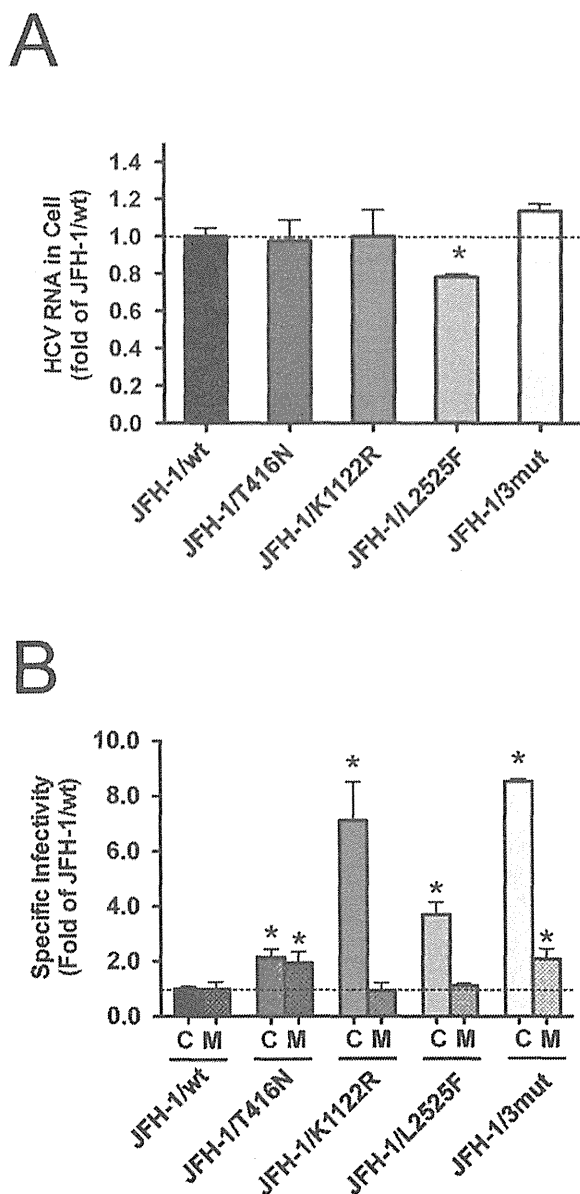 A
HCV RNA in Cell
(fold of JFH-1/wt)
1.4
1.2
1.0
0.8
0.6
0.4
0.2
0.0
*
JFH-1/wt
JFH-1/T416N
JFH-1/K1122R
JFH-1/L2525F
JFH-1/3mut
B
Specific Infectivity
(Fold of JFH-1/wt)
10.0
8.0
6.0
4.0
2.0
0.0
* * * * * *
C M C M C M C M C M
JFH-1/wt
JFH-1/T416N
JFH-1/K1122R
JFH-1/L2525F
JFH-1/3mut